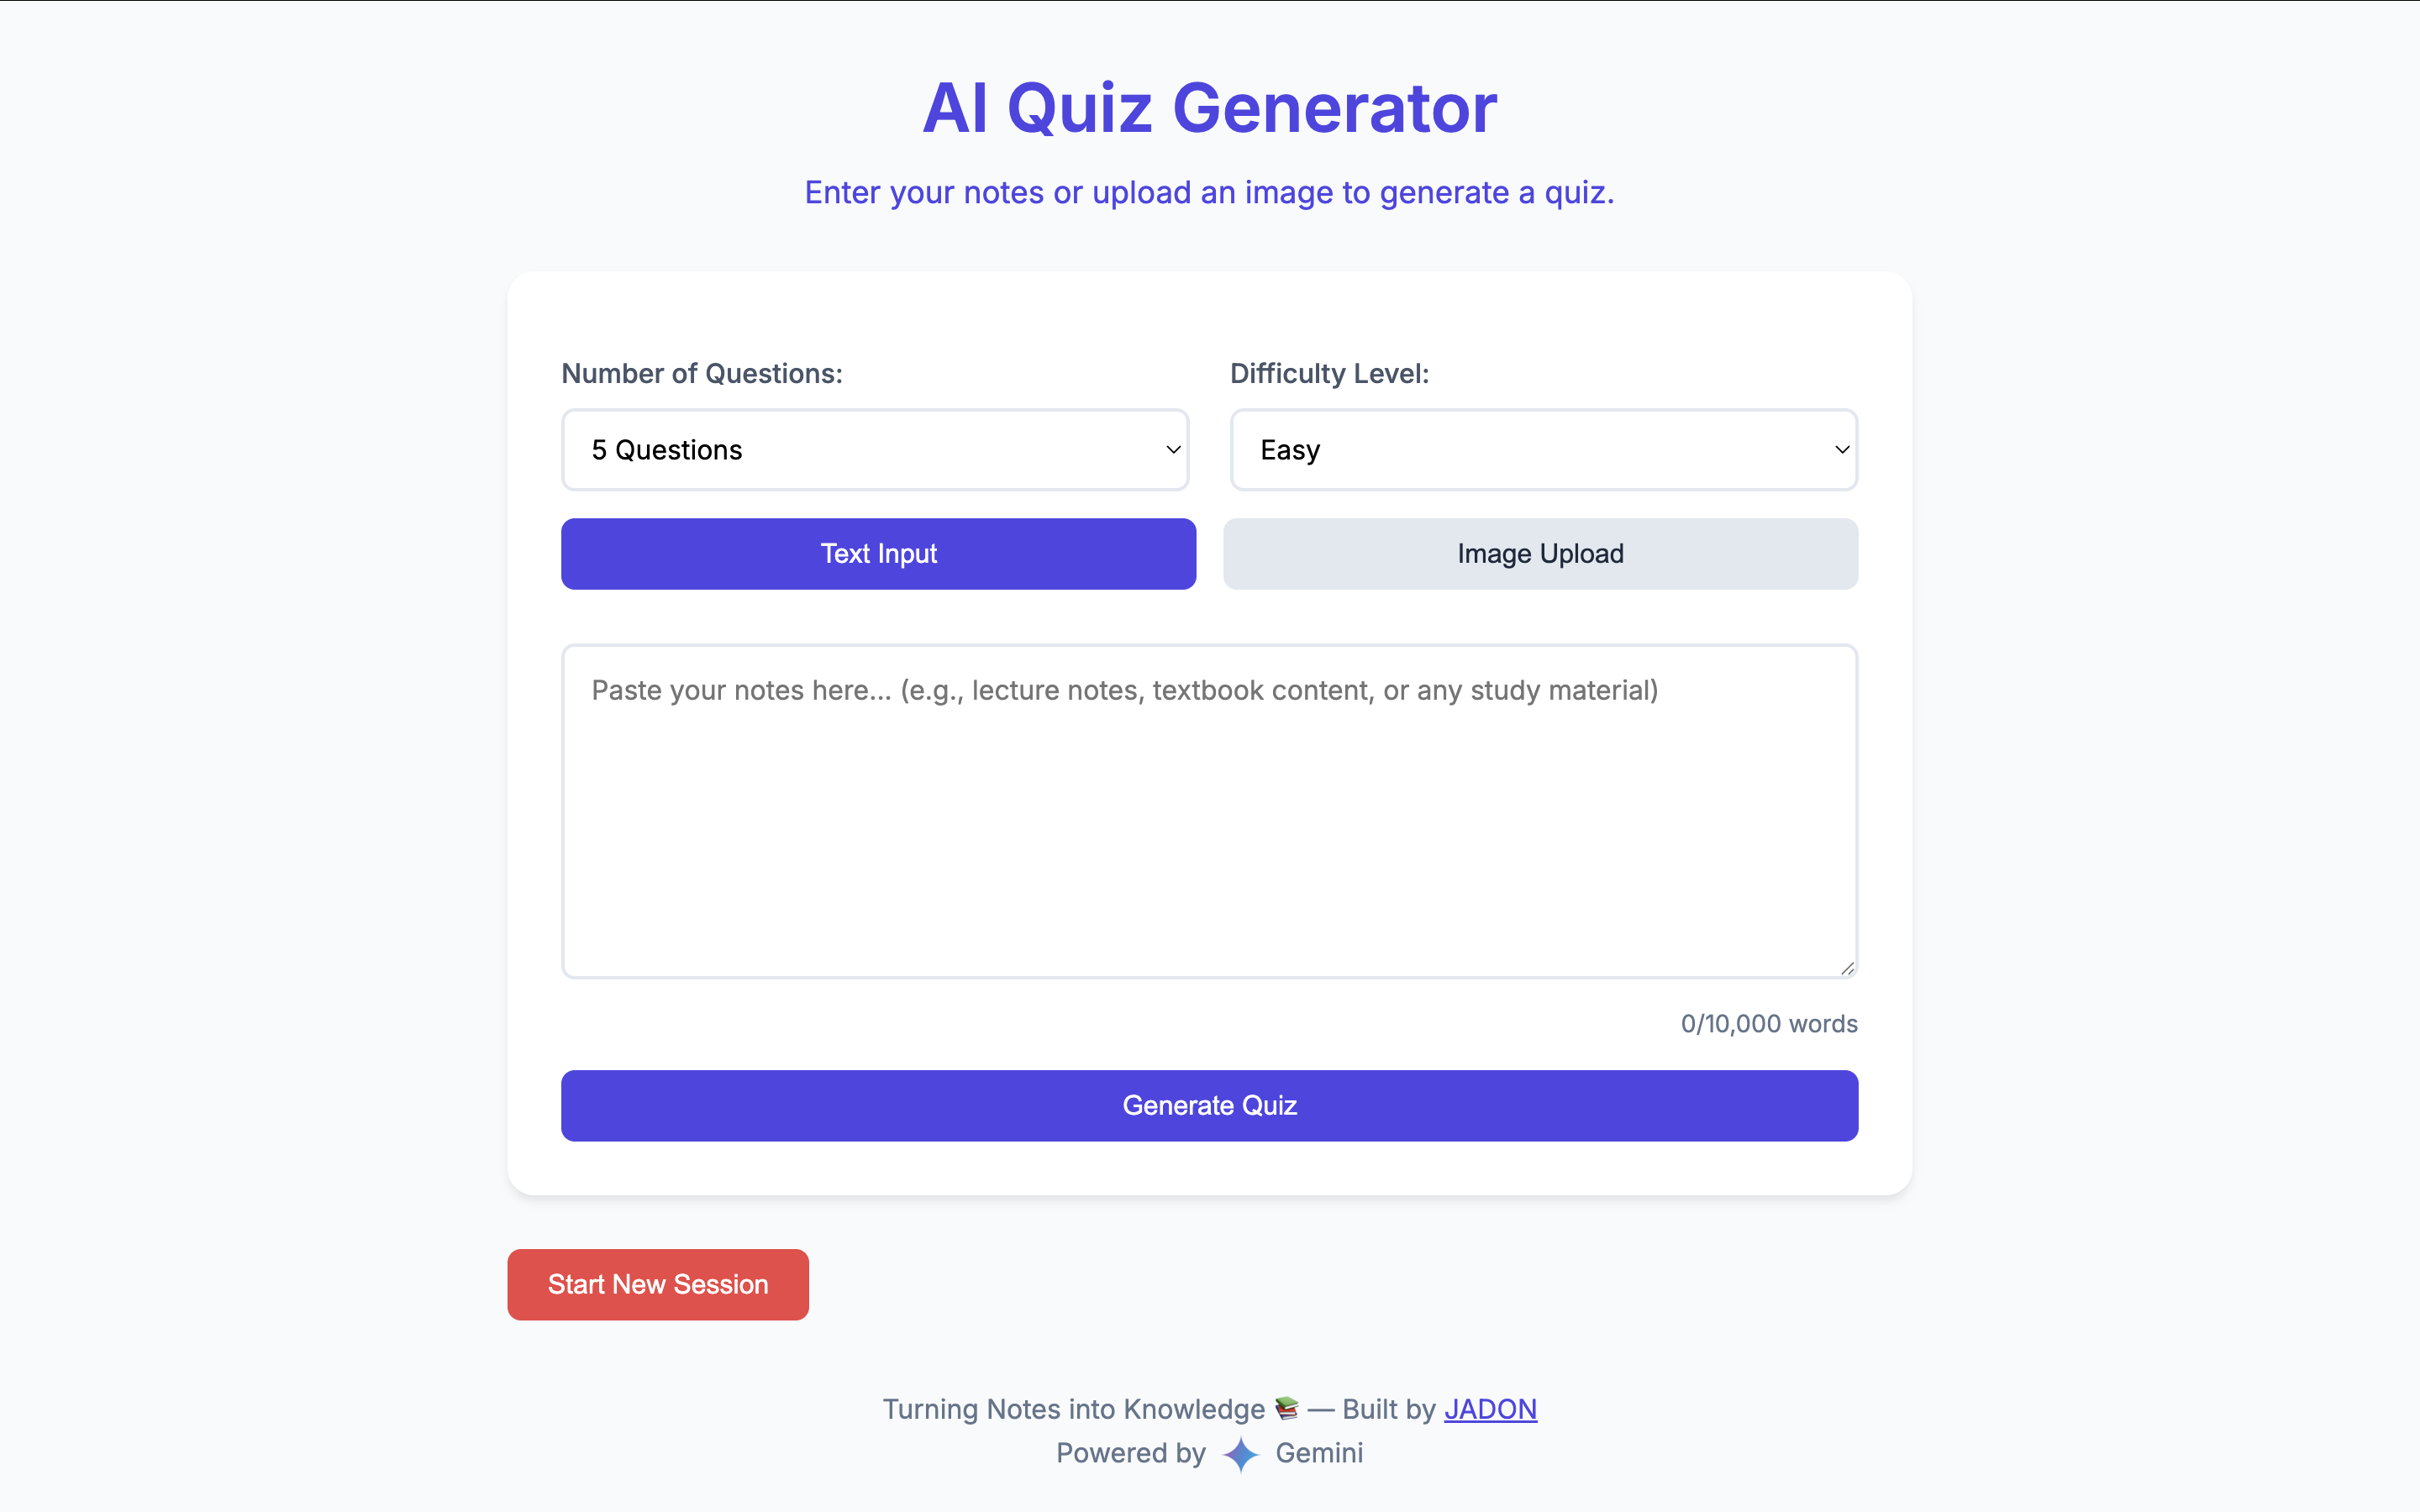 AI Quiz Generator
Enter your notes or upload an image to generate a quiz.
Number of Questions:
Difficulty Level:
5 Questions
Easy
Text Input
Image Upload
Paste your notes here... (e.g., lecture notes, textbook content, or any study material)
0/10,000 words
Generate Quiz
Start New Session
Turning Notes into Knowledge 📚 — Built by JADON
Powered by Gemini